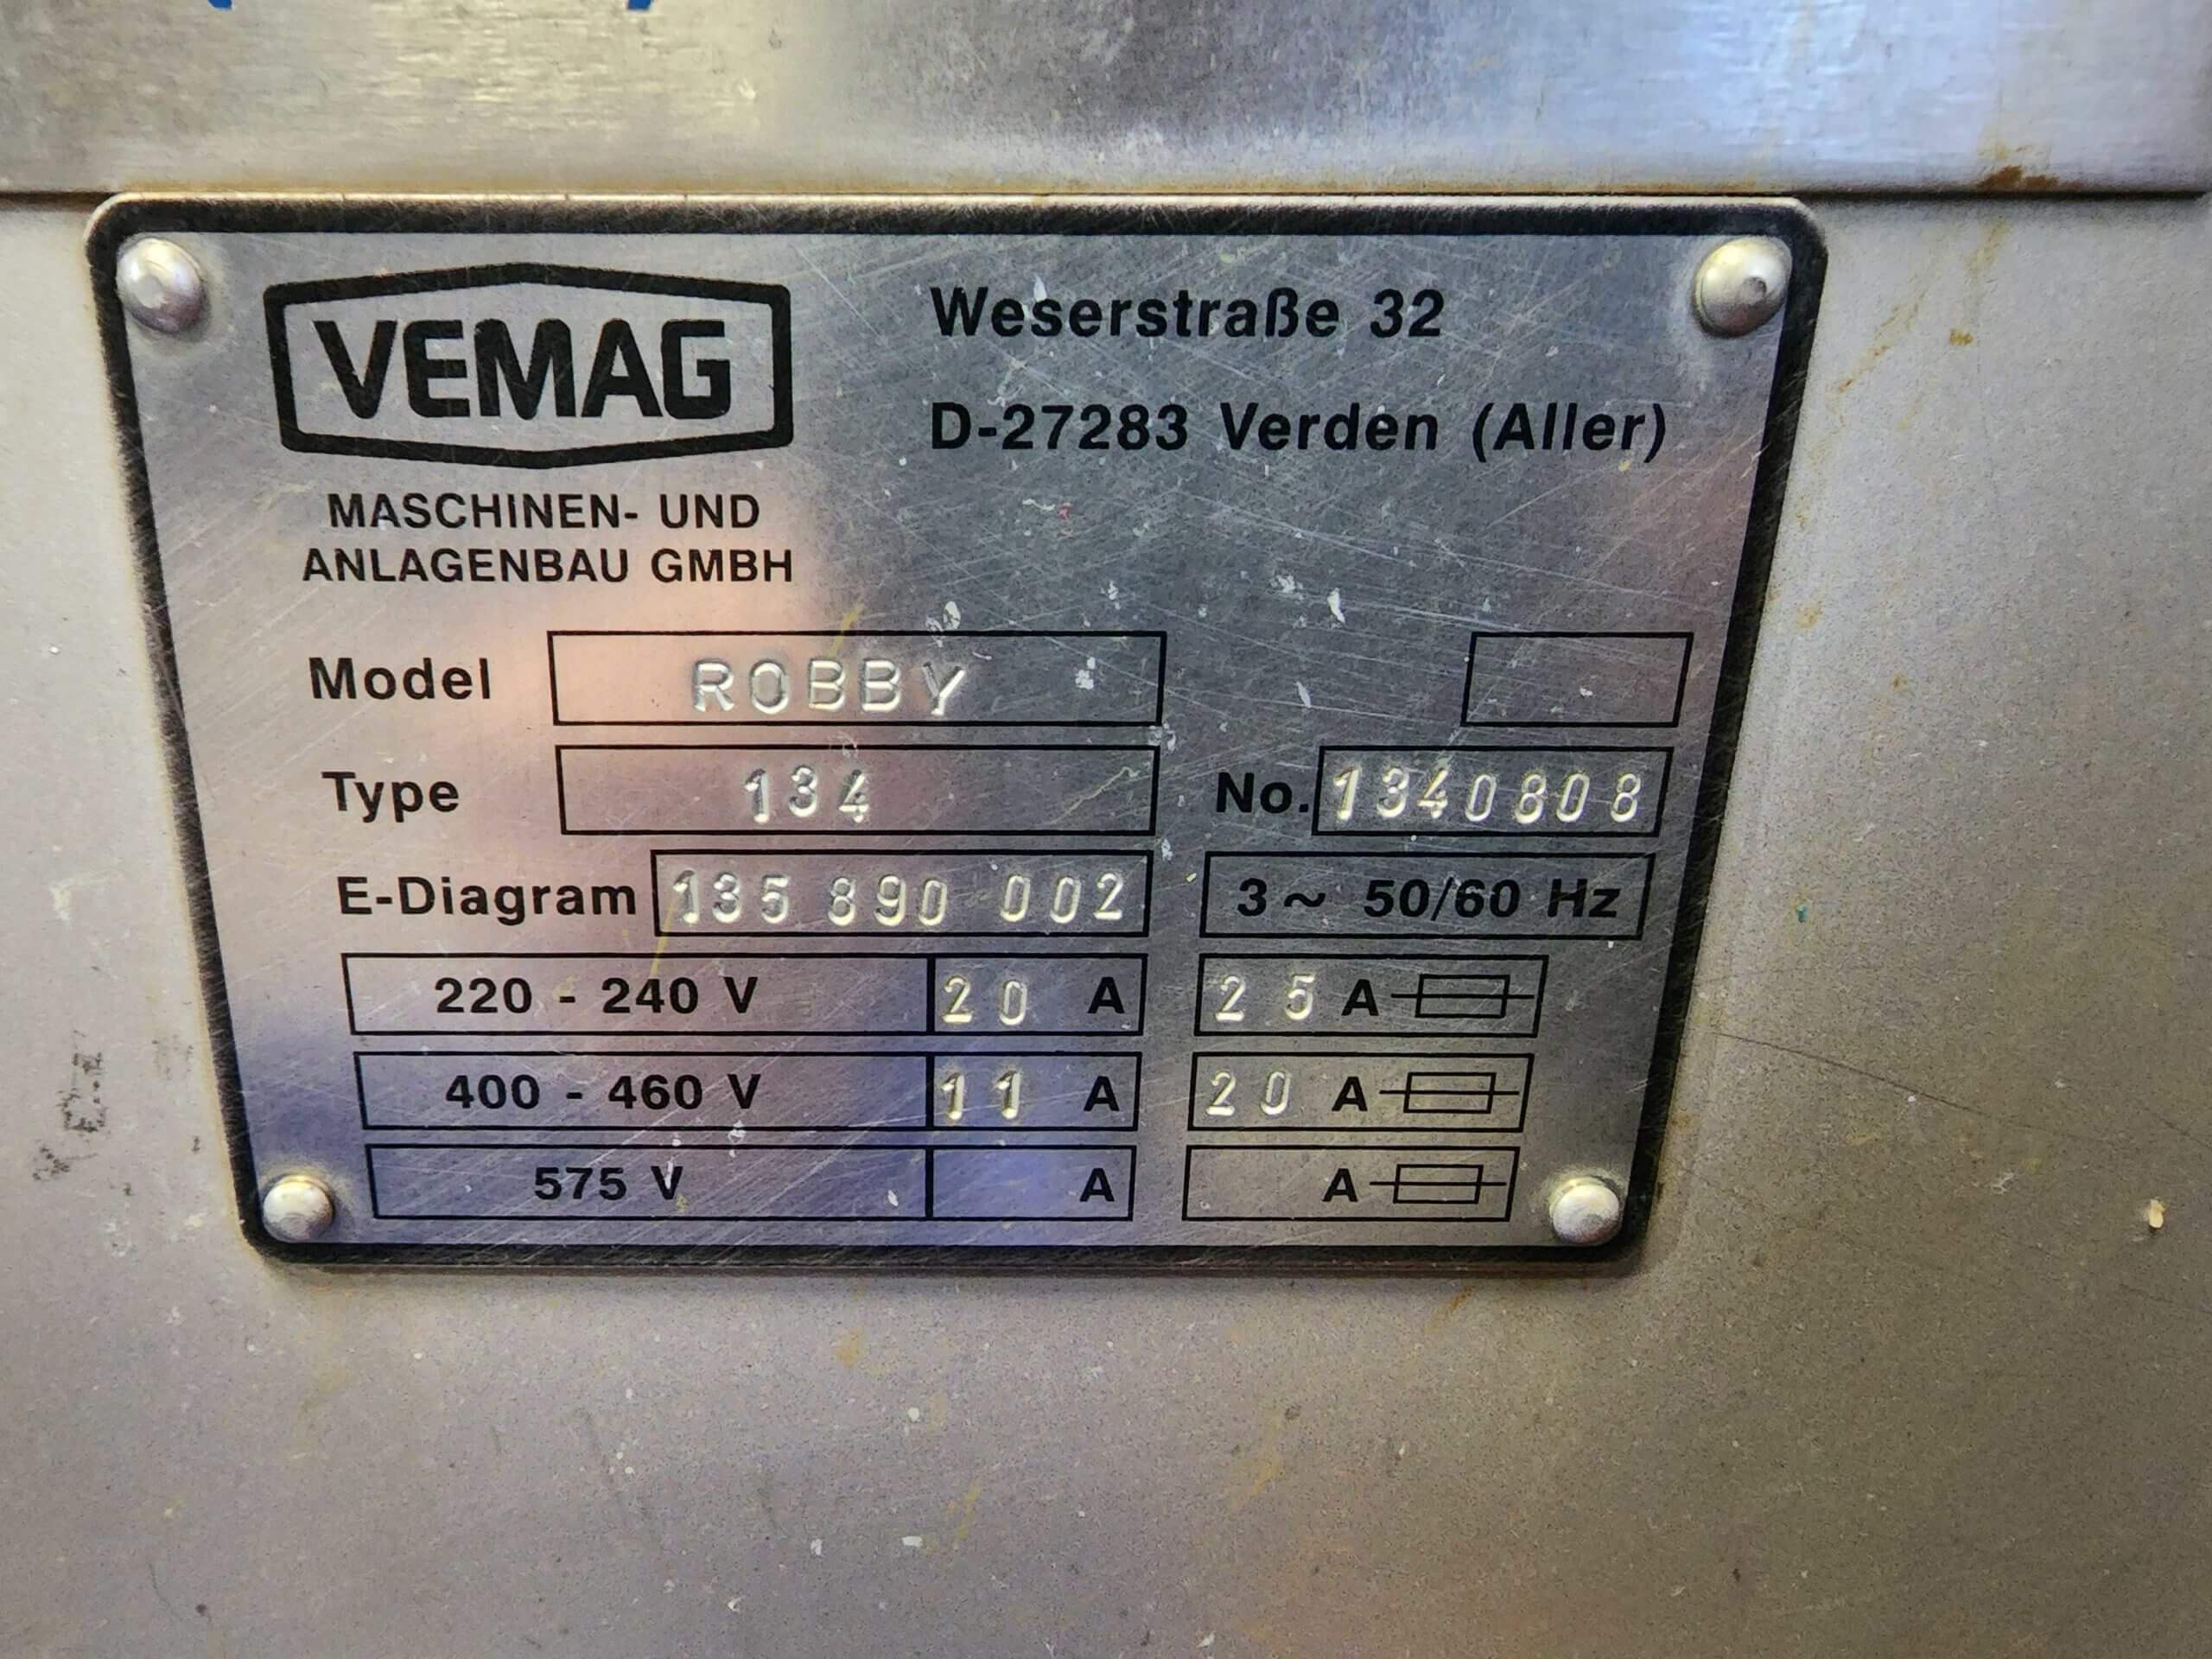 VEMAG
MASCHINEN- UND
ANLAGENBAU GMBH
Weserstraße 32
D-27283 Verden (Aller)
Model ROBBY
Type 134 No. 1340808
E-Diagram 135 890 002 3 ~ 50/60 Hz
220 - 240 V 20 A 25 A
400 - 460 V 11 A 20 A
575 V A A